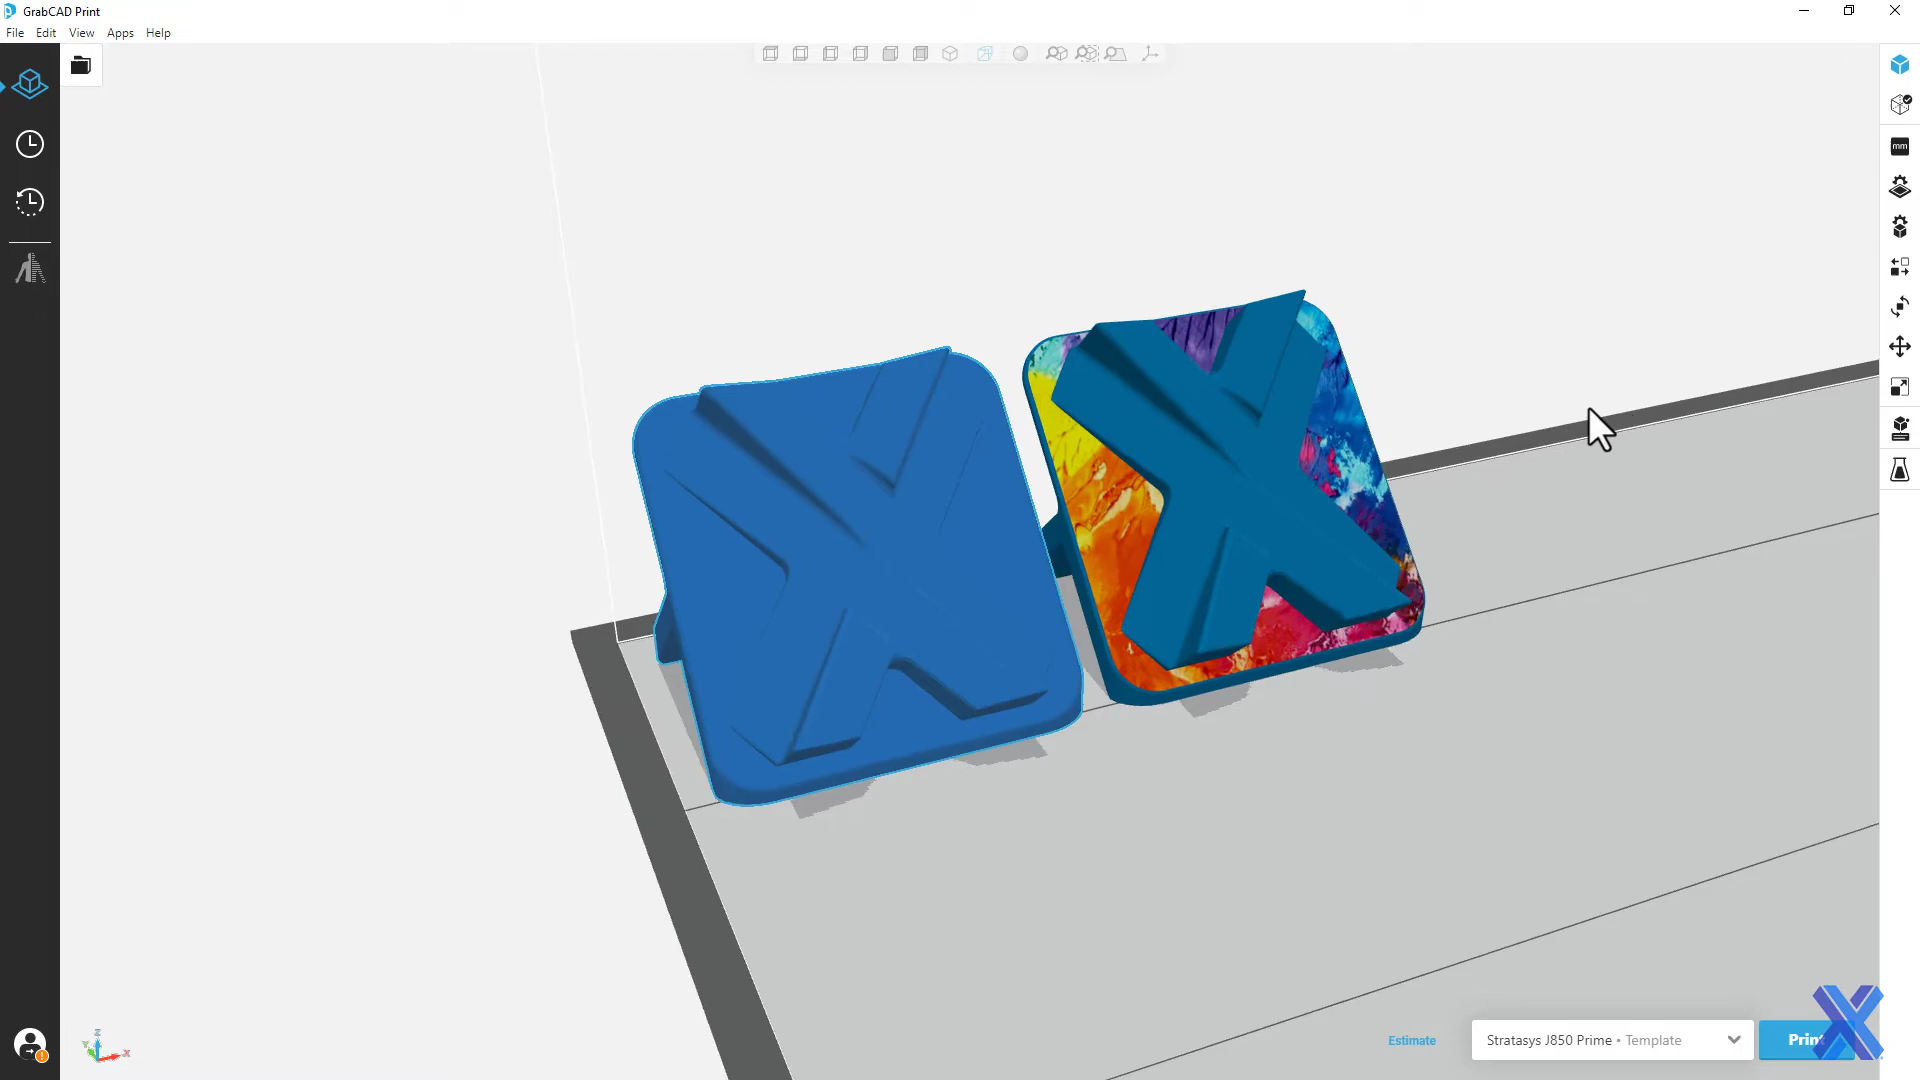 GrabCAD Print
File Edit View Apps Help
mm
Z
Y
X
Estimate
Stratasys J850 Prime • Template
Print